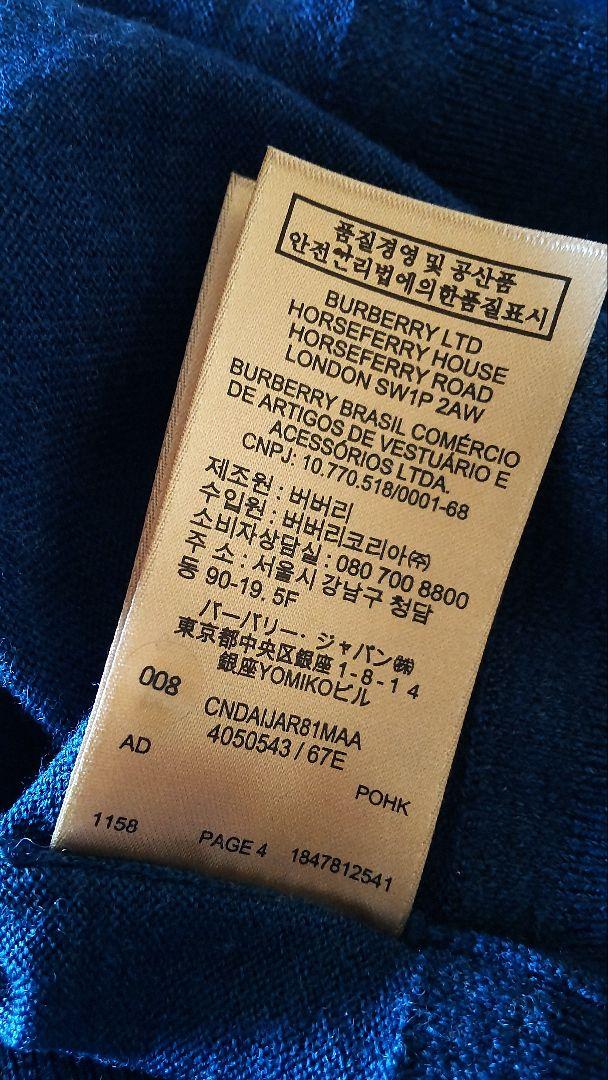 품질경영 및 공산품
안전관리법에의한품질표시
BURBERRY LTD
HORSEFERRY HOUSE
HORSEFERRY ROAD
LONDON SW1P 2AW
BURBERRY BRASIL COMÉRCIO
DE ARTIGOS DE VESTUÁRIO E
ACESSÓRIOS LTDA.
CNPJ: 10.770.518/0001-68
제조원 : 버버리
수입원 : 버버리코리아㈜
소비자상담실 : 080 700 8800
주 소 : 서울시 강남구 청담
동 90-19. 5F
バーバリー・ジャパン㈱
東京都中央区銀座1-8-14
銀座YOMIKOビル
008
CNDAIJAR81MAA
4050543 / 67E
AD
POHK
1158 PAGE 4 1847812541